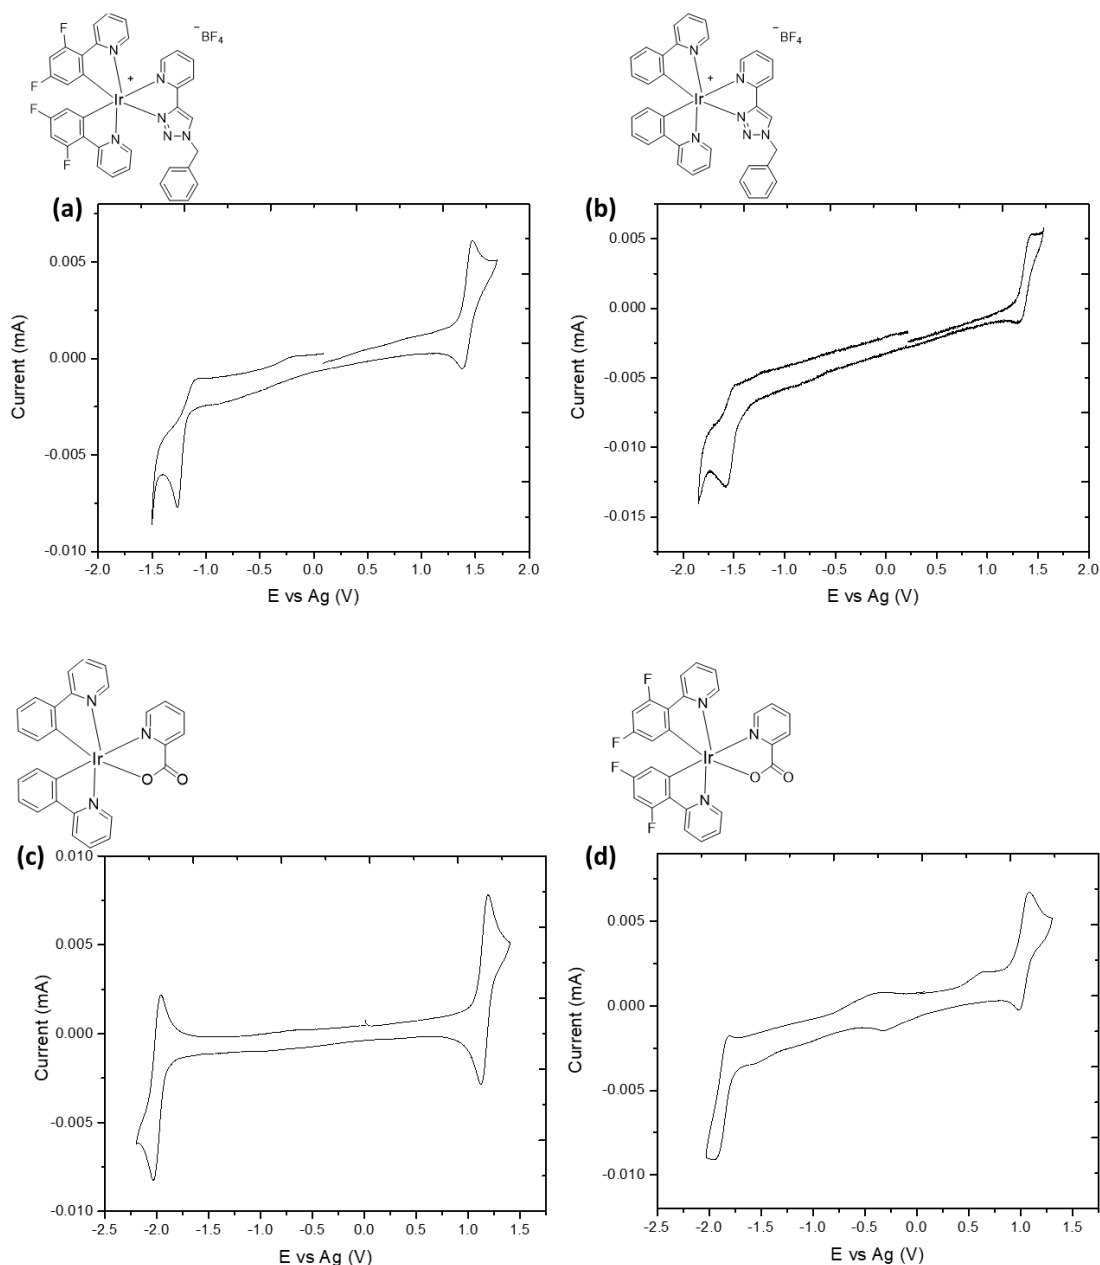 F
N
F
F
F
N
Ir
+
N
N
N
N
−
BF4
N
Ir
+
N
N
N
N
N
−
BF4
(a)
0.005
0.000
-0.005
-0.010
Current (mA)
-2.0 -1.5 -1.0 -0.5 0.0 0.5 1.0 1.5 2.0
E vs Ag (V)
(b)
0.005
0.000
-0.005
-0.010
-0.015
Current (mA)
-2.0 -1.5 -1.0 -0.5 0.0 0.5 1.0 1.5 2.0
E vs Ag (V)
N
Ir
N
N
O
O
F
F
F
F
N
Ir
N
N
O
O
(c)
0.010
0.005
0.000
-0.005
-0.010
Current (mA)
-2.5 -2.0 -1.5 -1.0 -0.5 0.0 0.5 1.0 1.5
E vs Ag (V)
(d)
0.005
0.000
-0.005
-0.010
Current (mA)
-2.5 -2.0 -1.5 -1.0 -0.5 0.0 0.5 1.0 1.5
E vs Ag (V)